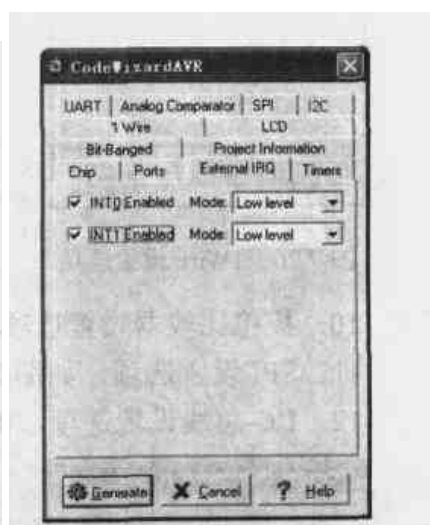 CodeWizardAVR
UART Analog Comparator SPI I2C
1 Wire LCD
Bit-Banged Project Information
Chip Ports External IRQ Timers
INT0 Enabled Mode: Low level
INT1 Enabled Mode: Low level
Generate Cancel ? Help